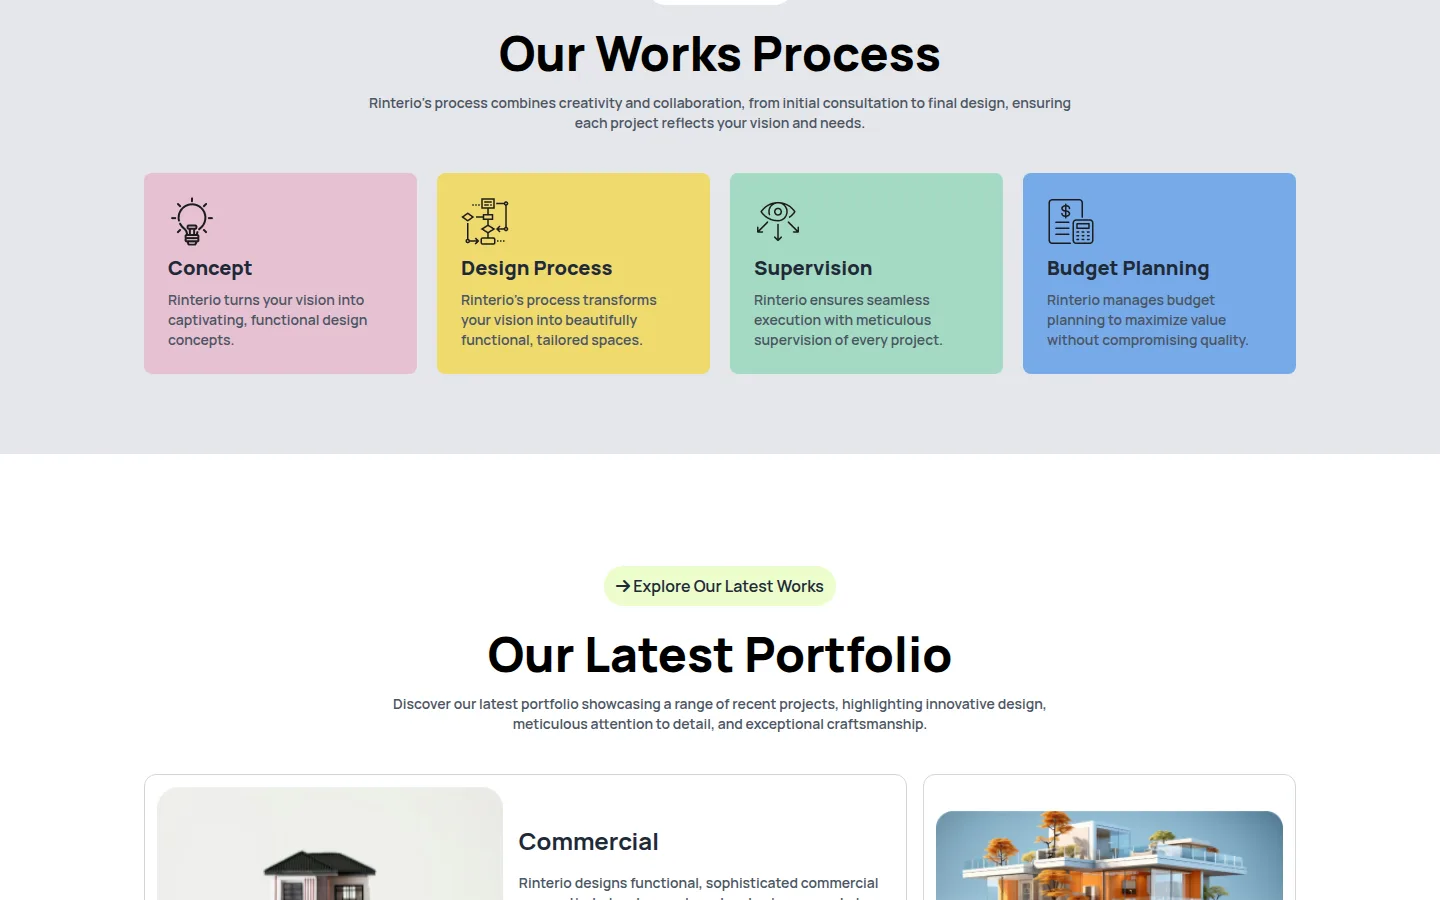 Our Works Process
Rinterio's process combines creativity and collaboration, from initial consultation to final design, ensuring
each project reflects your vision and needs.
Concept
Rinterio turns your vision into
captivating, functional design
concepts.
Design Process
Rinterio's process transforms
your vision into beautifully
functional, tailored spaces.
Supervision
Rinterio ensures seamless
execution with meticulous
supervision of every project.
Budget Planning
Rinterio manages budget
planning to maximize value
without compromising quality.
Explore Our Latest Works
Our Latest Portfolio
Discover our latest portfolio showcasing a range of recent projects, highlighting innovative design,
meticulous attention to detail, and exceptional craftsmanship.
Commercial
Rinterio designs functional, sophisticated commercial